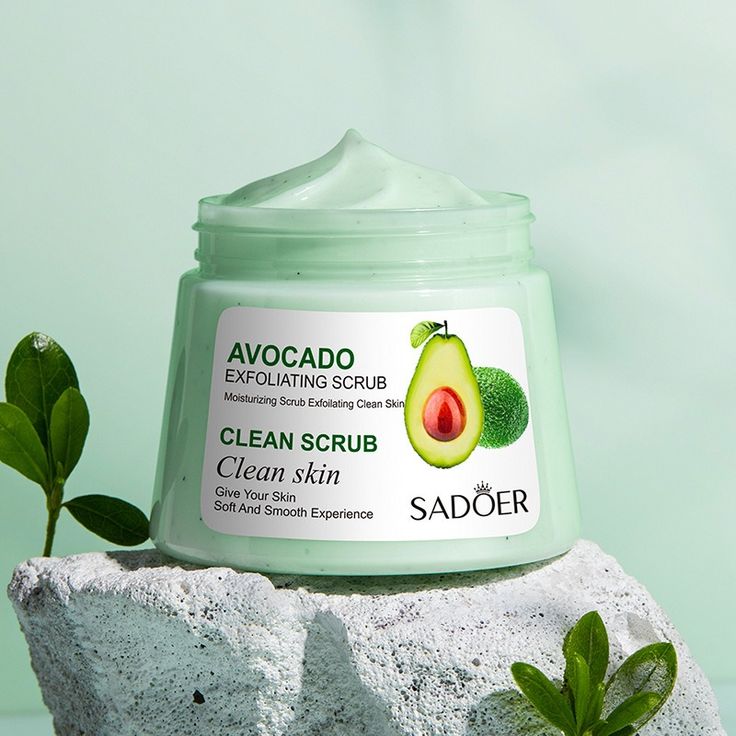 AVOCADO
EXFOLIATING SCRUB
Moisturizing Scrub Exfoliating Clean Skin
CLEAN SCRUB
Clean skin
Give Your Skin
Soft And Smooth Experience
SADOER